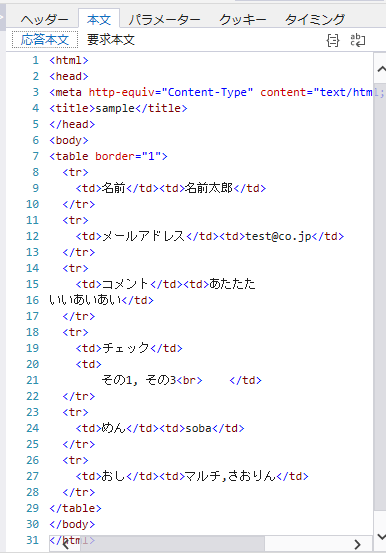 ヘッダー 本文 パラメーター クッキー タイミング
応答本文 要求本文
1 <html>
2 <head>
3 <meta http-equiv="Content-Type" content="text/html;
4 <title>sample</title>
5 </head>
6 <body>
7 <table border="1">
8 <tr>
9 <td>名前</td><td>名前太郎</td>
10 </tr>
11 <tr>
12 <td>メールアドレス</td><td>test@co.jp</td>
13 </tr>
14 <tr>
15 <td>コメント</td><td>あたたた
16 いいあいあい</td>
17 </tr>
18 <tr>
19 <td>チェック</td>
20 <td>
21 その1, その3<br> </td>
22 </tr>
23 <tr>
24 <td>めん</td><td>soba</td>
25 </tr>
26 <tr>
27 <td>おし</td><td>マルチ,さおりん</td>
28 </tr>
29 </table>
30 </body>
31 </html>